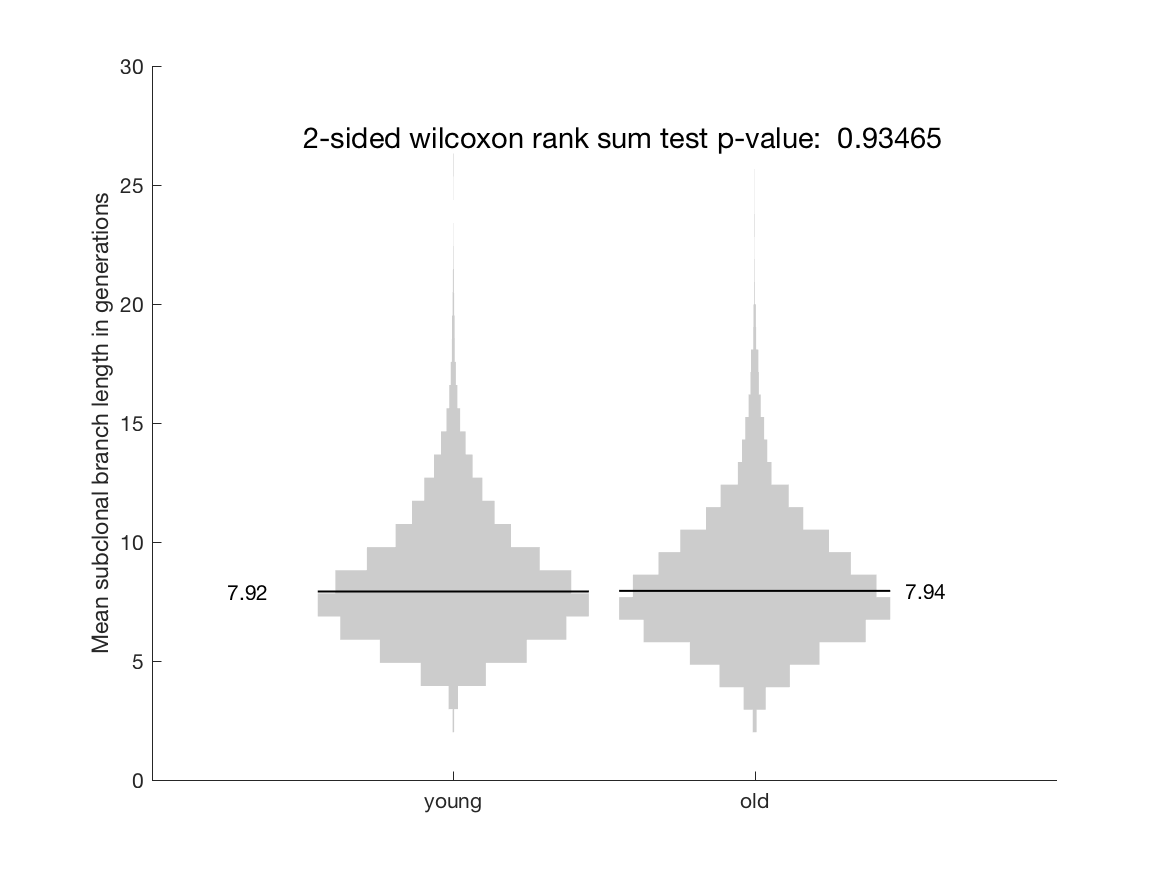 2-sided wilcoxon rank sum test p-value: 0.93465
Mean subclonal branch length in generations
30
25
20
15
10
5
0
7.92
7.94
young
old